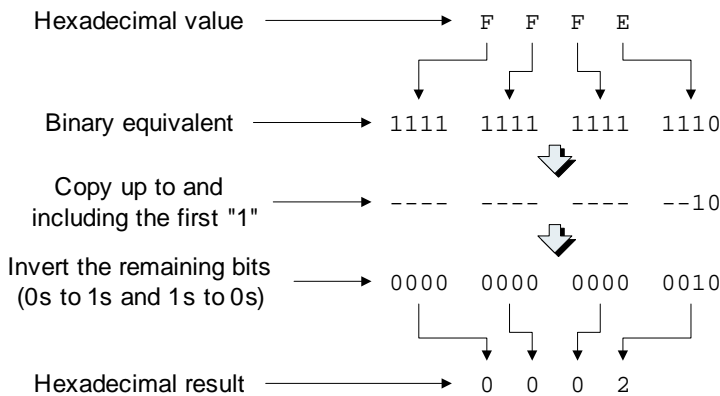 Hexadecimal value F F F E
Binary equivalent 1111 1111 1111 1110
Copy up to and
including the first "1" ---- ---- ---- --10
Invert the remaining bits
(0s to 1s and 1s to 0s) 0000 0000 0000 0010
Hexadecimal result 0 0 0 2